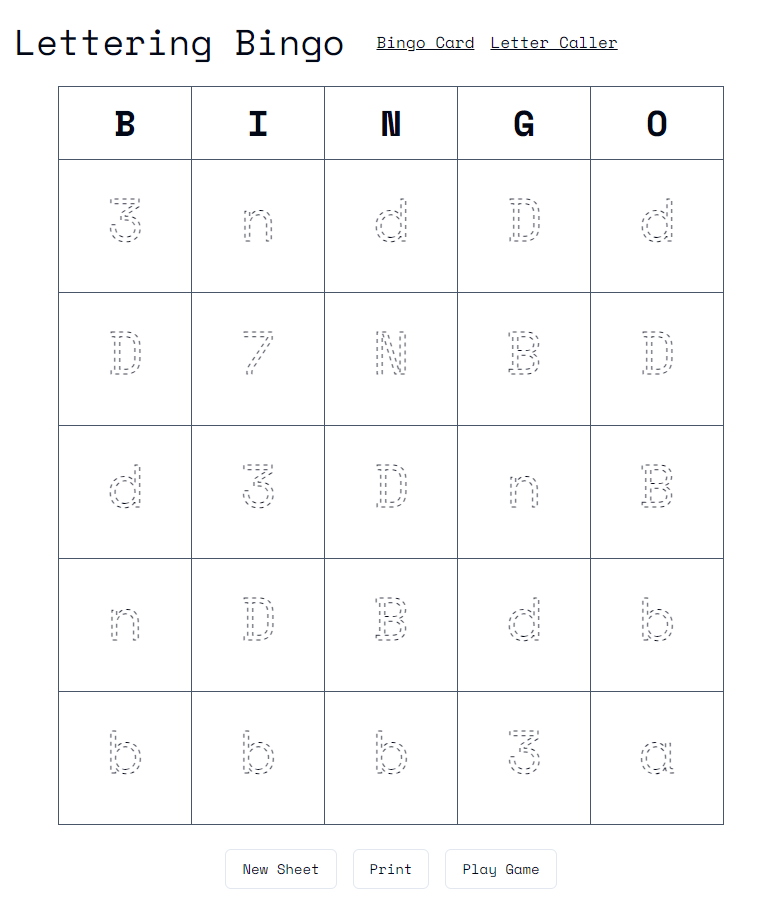 Lettering Bingo Bingo Card Letter Caller
B I N G O
3 n d D d
D 7 N B D
d 3 D n B
n D B d b
b b b 3 a
New Sheet Print Play Game